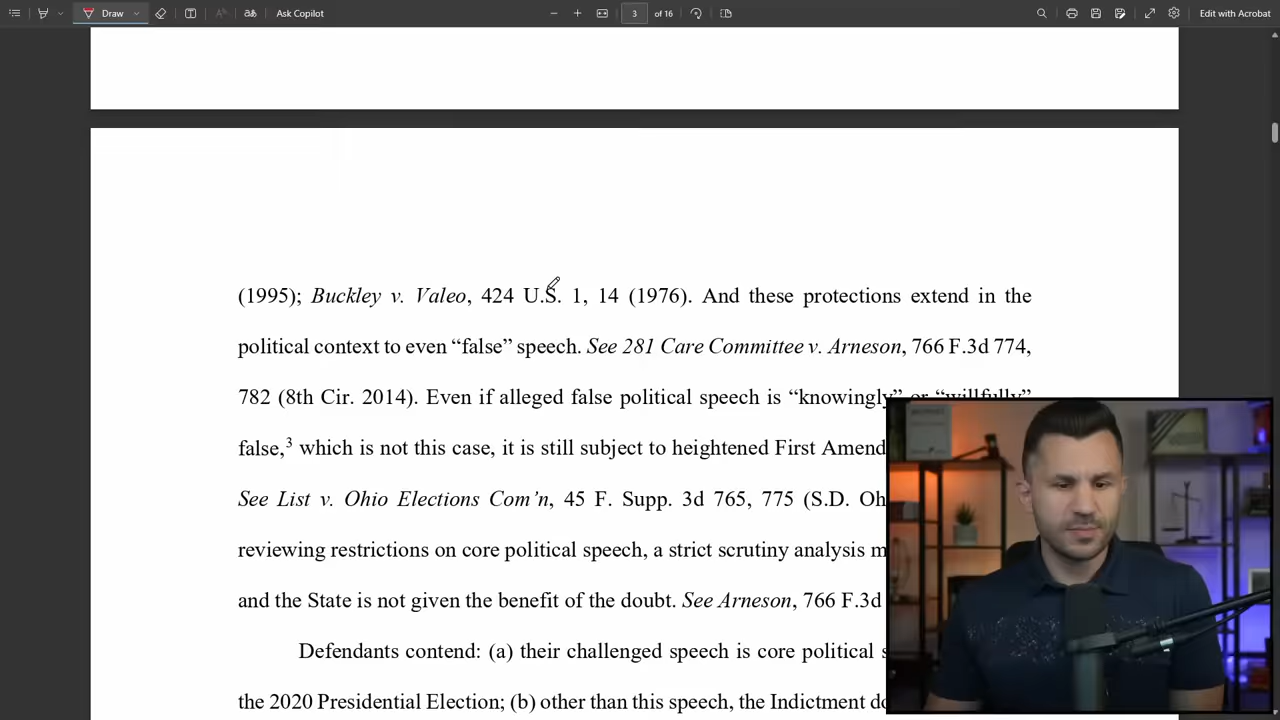 Draw
Ask Copilot
3 of 16
Edit with Acrobat
(1995); Buckley v. Valeo, 424 U.S. 1, 14 (1976). And these protections extend in the
political context to even “false” speech. See 281 Care Committee v. Arneson, 766 F.3d 774,
782 (8th Cir. 2014). Even if alleged false political speech is “knowingly” or “willfully”
false,3 which is not this case, it is still subject to heightened First Amend
See List v. Ohio Elections Com’n, 45 F. Supp. 3d 765, 775 (S.D. Oh
reviewing restrictions on core political speech, a strict scrutiny analysis m
and the State is not given the benefit of the doubt. See Arneson, 766 F.3d
Defendants contend: (a) their challenged speech is core political s
the 2020 Presidential Election; (b) other than this speech, the Indictment do